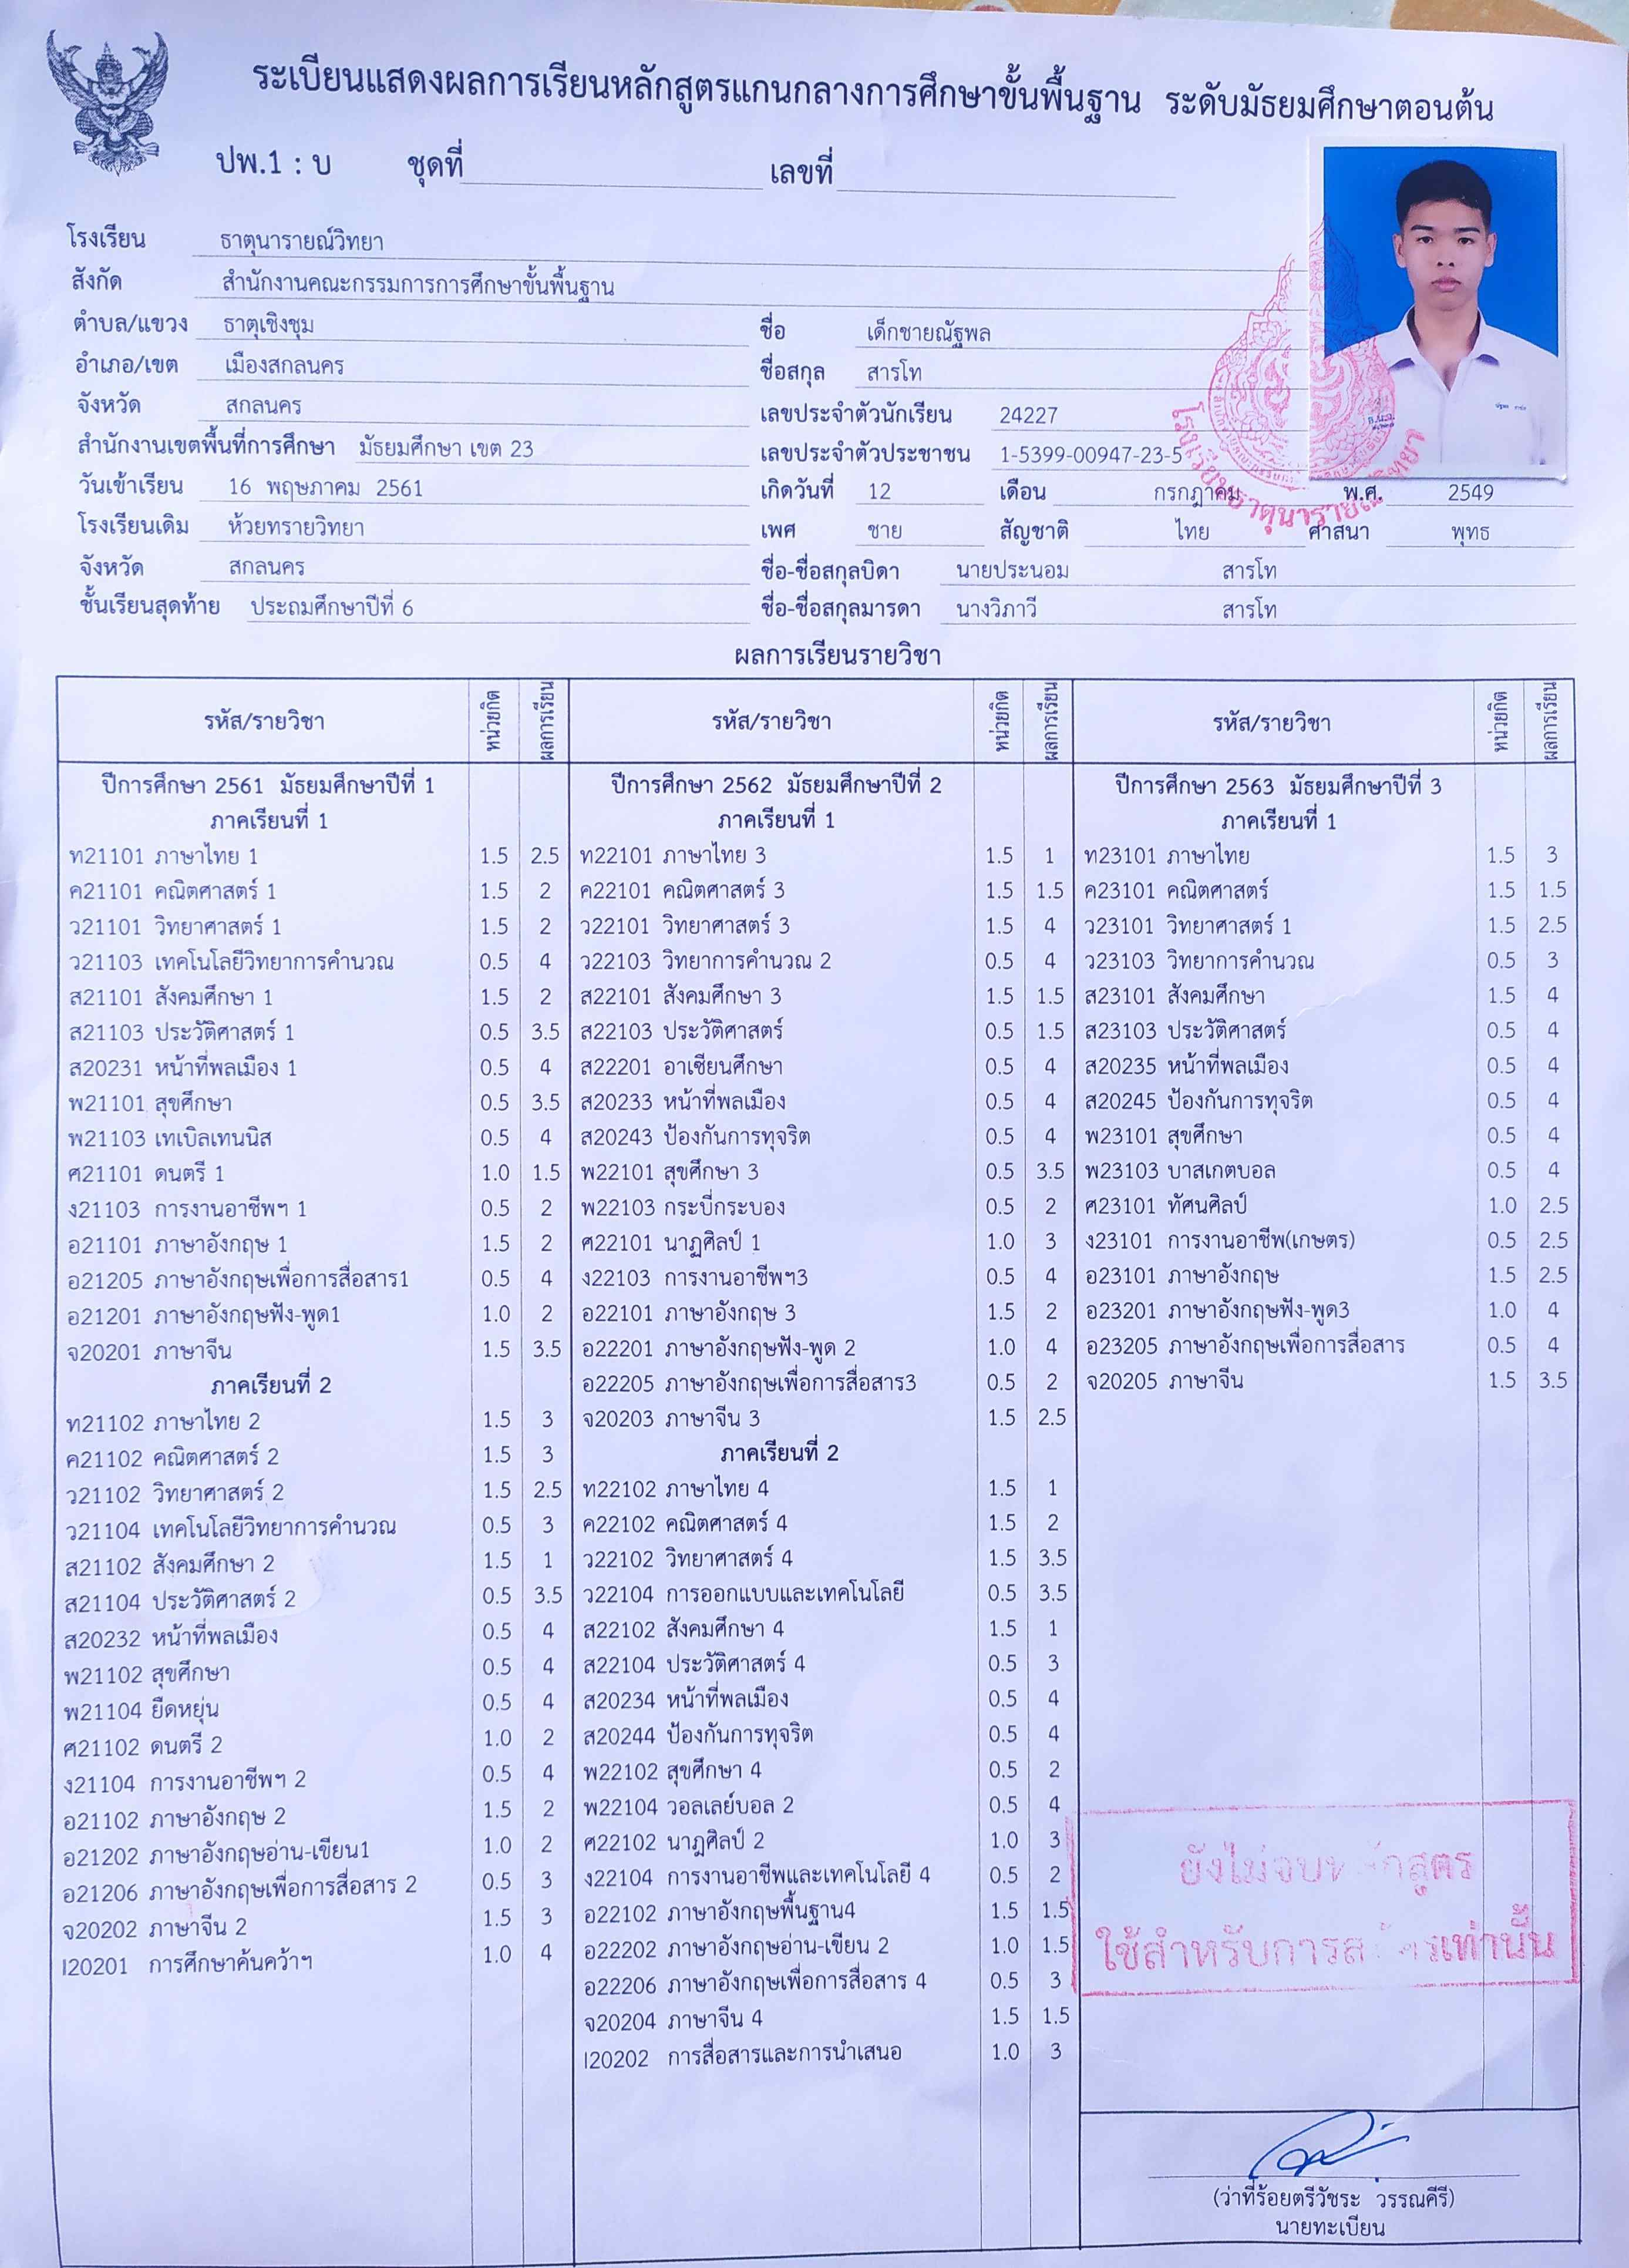 ระเบียนแสดงผลการเรียนหลักสูตรแกนกลางการศึกษาขั้นพื้นฐาน ระดับมัธยมศึกษาตอนต้น
ปพ.1 : บ ชุดที่ เลขที่
โรงเรียน ธาตุนารายณ์วิทยา
สังกัด สำนักงานคณะกรรมการการศึกษาขั้นพื้นฐาน
ตำบล/แขวง ธาตุเชิงชุม
อำเภอ/เขต เมืองสกลนคร
จังหวัด สกลนคร
สำนักงานเขตพื้นที่การศึกษา มัธยมศึกษา เขต 23
วันเข้าเรียน 16 พฤษภาคม 2561
โรงเรียนเดิม ห้วยทรายวิทยา
จังหวัด สกลนคร
ชั้นเรียนสุดท้าย ประถมศึกษาปีที่ 6
ชื่อ เด็กชายณัฐพล
ชื่อสกุล สารโท
เลขประจำตัวนักเรียน 24227
เลขประจำตัวประชาชน 1-5399-00947-23-5
เกิดวันที่ 12 เดือน กรกฎาคม พ.ศ. 2549
เพศ ชาย สัญชาติ ไทย ศาสนา พุทธ
ชื่อ-ชื่อสกุลบิดา นายประนอม สารโท
ชื่อ-ชื่อสกุลมารดา นางวิภาวี สารโท
โรงเรียนธาตุนารายณ์วิทยา
ผลการเรียนรายวิชา
รหัส/รายวิชา หน่วยกิต ผลการเรียน
ปีการศึกษา 2561 มัธยมศึกษาปีที่ 1
ภาคเรียนที่ 1
ท21101 ภาษาไทย 1 1.5 2.5
ค21101 คณิตศาสตร์ 1 1.5 2
ว21101 วิทยาศาสตร์ 1 1.5 2
ว21103 เทคโนโลยีวิทยาการคำนวณ 0.5 4
ส21101 สังคมศึกษา 1 1.5 2
ส21103 ประวัติศาสตร์ 1 0.5 3.5
ส20231 หน้าที่พลเมือง 1 0.5 4
พ21101 สุขศึกษา 0.5 3.5
พ21103 เทเบิลเทนนิส 0.5 4
ศ21101 ดนตรี 1 1.0 1.5
ง21103 การงานอาชีพฯ 1 0.5 2
อ21101 ภาษาอังกฤษ 1 1.5 2
อ21205 ภาษาอังกฤษเพื่อการสื่อสาร1 0.5 4
อ21201 ภาษาอังกฤษฟัง-พูด1 1.0 2
จ20201 ภาษาจีน 1.5 3.5
ภาคเรียนที่ 2
ท21102 ภาษาไทย 2 1.5 3
ค21102 คณิตศาสตร์ 2 1.5 3
ว21102 วิทยาศาสตร์ 2 1.5 2.5
ว21104 เทคโนโลยีวิทยาการคำนวณ 0.5 3
ส21102 สังคมศึกษา 2 1.5 1
ส21104 ประวัติศาสตร์ 2 0.5 3.5
ส20232 หน้าที่พลเมือง 0.5 4
พ21102 สุขศึกษา 0.5 4
พ21104 ยืดหยุ่น 0.5 4
ศ21102 ดนตรี 2 1.0 2
ง21104 การงานอาชีพฯ 2 0.5 4
อ21102 ภาษาอังกฤษ 2 1.5 2
อ21202 ภาษาอังกฤษอ่าน-เขียน1 1.0 2
อ21206 ภาษาอังกฤษเพื่อการสื่อสาร 2 0.5 3
จ20202 ภาษาจีน 2 1.5 3
I20201 การศึกษาค้นคว้าฯ 1.0 4
รหัส/รายวิชา หน่วยกิต ผลการเรียน
ปีการศึกษา 2562 มัธยมศึกษาปีที่ 2
ภาคเรียนที่ 1
ท22101 ภาษาไทย 3 1.5 1
ค22101 คณิตศาสตร์ 3 1.5 1.5
ว22101 วิทยาศาสตร์ 3 1.5 4
ว22103 วิทยาการคำนวณ 2 0.5 4
ส22101 สังคมศึกษา 3 1.5 1.5
ส22103 ประวัติศาสตร์ 0.5 1.5
ส22201 อาเซียนศึกษา 0.5 4
ส20233 หน้าที่พลเมือง 0.5 4
ส20243 ป้องกันการทุจริต 0.5 4
พ22101 สุขศึกษา 3 0.5 3.5
พ22103 กระบี่กระบอง 0.5 2
ศ22101 นาฏศิลป์ 1 1.0 3
ง22103 การงานอาชีพฯ3 0.5 4
อ22101 ภาษาอังกฤษ 3 1.5 2
อ22201 ภาษาอังกฤษฟัง-พูด 2 1.0 4
อ22205 ภาษาอังกฤษเพื่อการสื่อสาร3 0.5 2
จ20203 ภาษาจีน 3 1.5 2.5
ภาคเรียนที่ 2
ท22102 ภาษาไทย 4 1.5 1
ค22102 คณิตศาสตร์ 4 1.5 2
ว22102 วิทยาศาสตร์ 4 1.5 3.5
ว22104 การออกแบบและเทคโนโลยี 0.5 3.5
ส22102 สังคมศึกษา 4 1.5 1
ส22104 ประวัติศาสตร์ 4 0.5 3
ส20234 หน้าที่พลเมือง 0.5 4
ส20244 ป้องกันการทุจริต 0.5 4
พ22102 สุขศึกษา 4 0.5 2
พ22104 วอลเลย์บอล 2 0.5 4
ศ22102 นาฏศิลป์ 2 1.0 3
ง22104 การงานอาชีพและเทคโนโลยี 4 0.5 2
อ22102 ภาษาอังกฤษพื้นฐาน4 1.5 1.5
อ22202 ภาษาอังกฤษอ่าน-เขียน 2 1.0 1.5
อ22206 ภาษาอังกฤษเพื่อการสื่อสาร 4 0.5 3
จ20204 ภาษาจีน 4 1.5 1.5
I20202 การสื่อสารและการนำเสนอ 1.0 3
รหัส/รายวิชา หน่วยกิต ผลการเรียน
ปีการศึกษา 2563 มัธยมศึกษาปีที่ 3
ภาคเรียนที่ 1
ท23101 ภาษาไทย 1.5 3
ค23101 คณิตศาสตร์ 1.5 1.5
ว23101 วิทยาศาสตร์ 1 1.5 2.5
ว23103 วิทยาการคำนวณ 0.5 3
ส23101 สังคมศึกษา 1.5 4
ส23103 ประวัติศาสตร์ 0.5 4
ส20235 หน้าที่พลเมือง 0.5 4
ส20245 ป้องกันการทุจริต 0.5 4
พ23101 สุขศึกษา 0.5 4
พ23103 บาสเกตบอล 0.5 4
ศ23101 ทัศนศิลป์ 1.0 2.5
ง23101 การงานอาชีพ(เกษตร) 0.5 2.5
อ23101 ภาษาอังกฤษ 1.5 2.5
อ23201 ภาษาอังกฤษฟัง-พูด3 1.0 4
อ23205 ภาษาอังกฤษเพื่อการสื่อสาร 0.5 4
จ20205 ภาษาจีน 1.5 3.5
ยังไม่จบหลักสูตร
ใช้สำหรับการสมัครเท่านั้น
(ว่าที่ร้อยตรีวัชระ วรรณคีรี)
นายทะเบียน